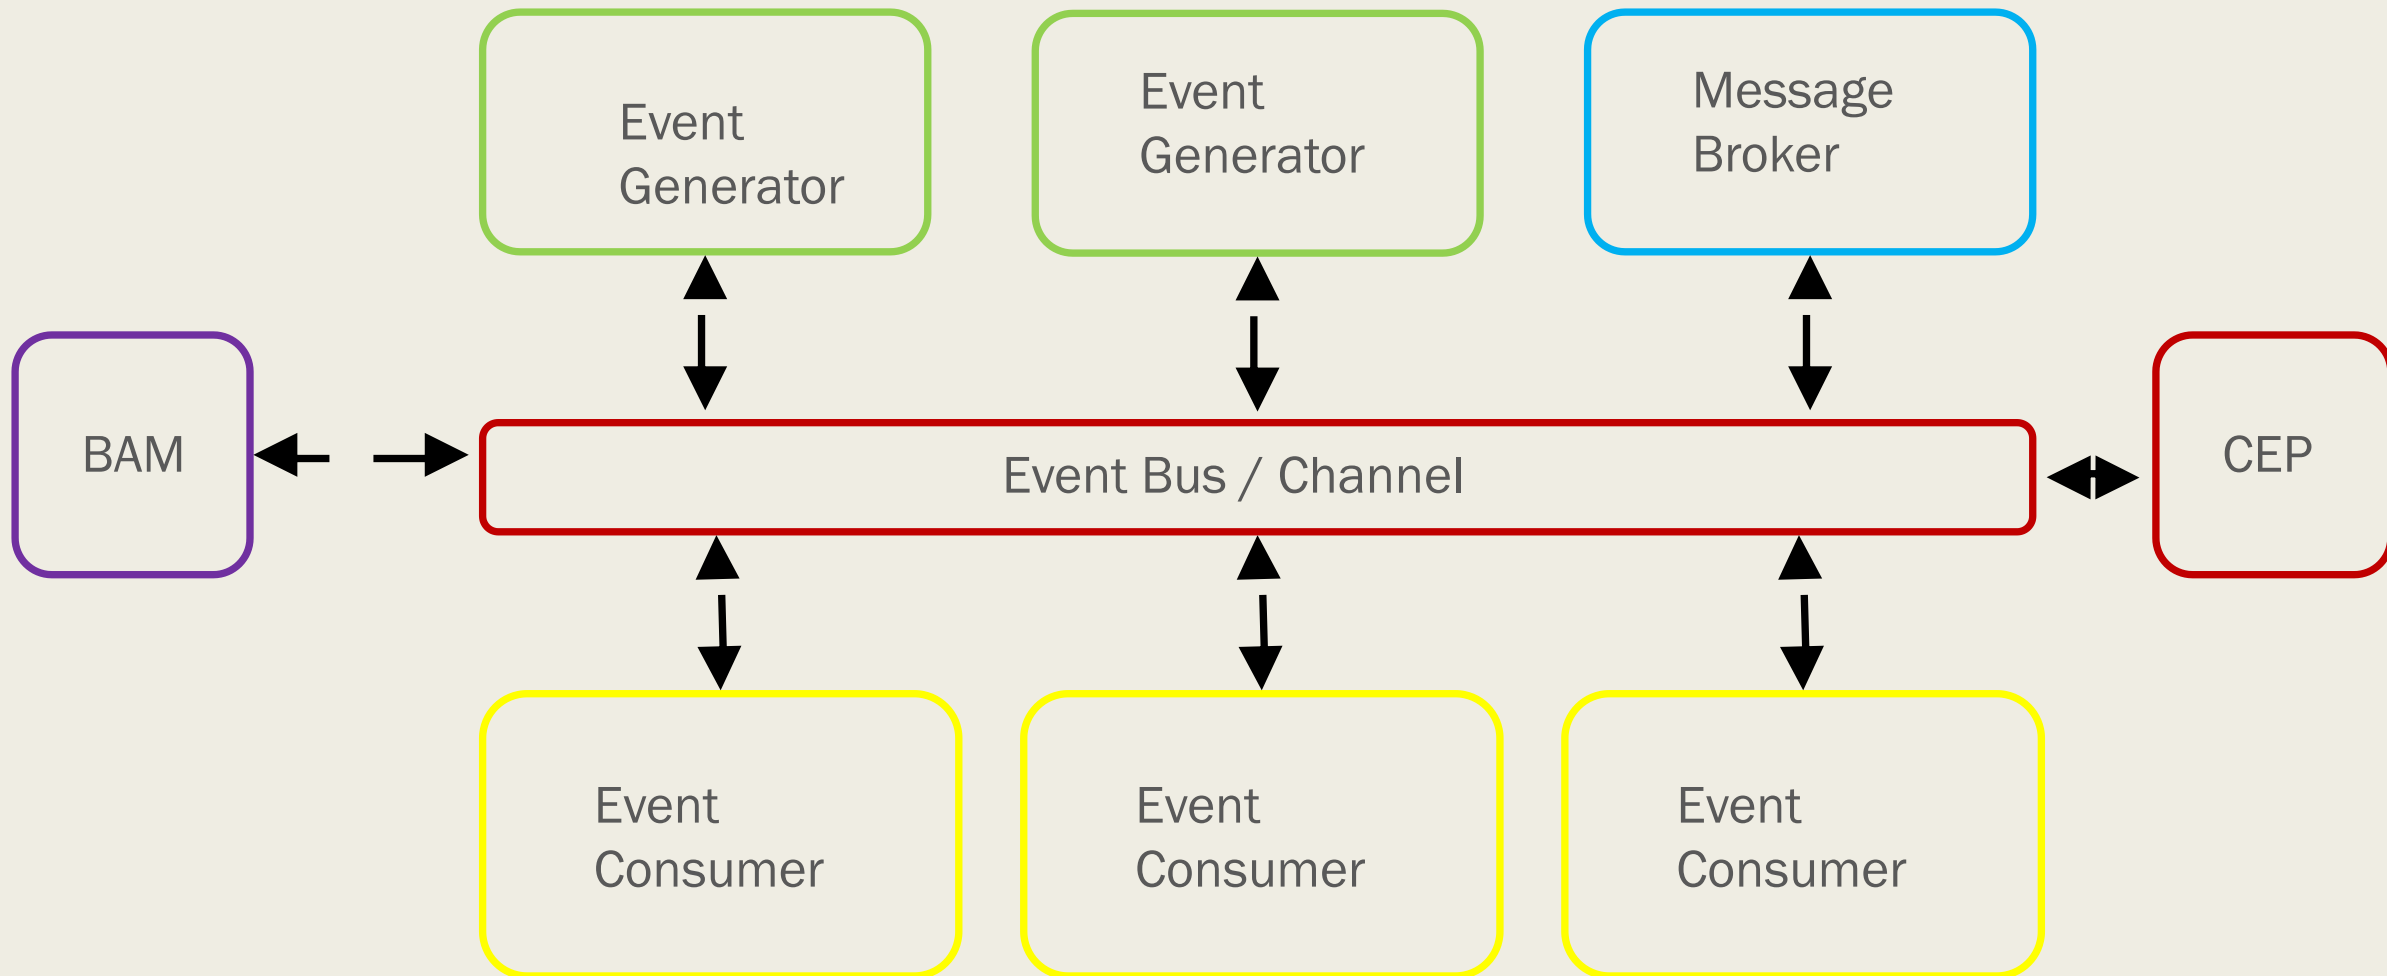 Event
Generator
Event
Generator
Message
Broker
BAM
Event Bus / Channel
CEP
Event
Consumer
Event
Consumer
Event
Consumer